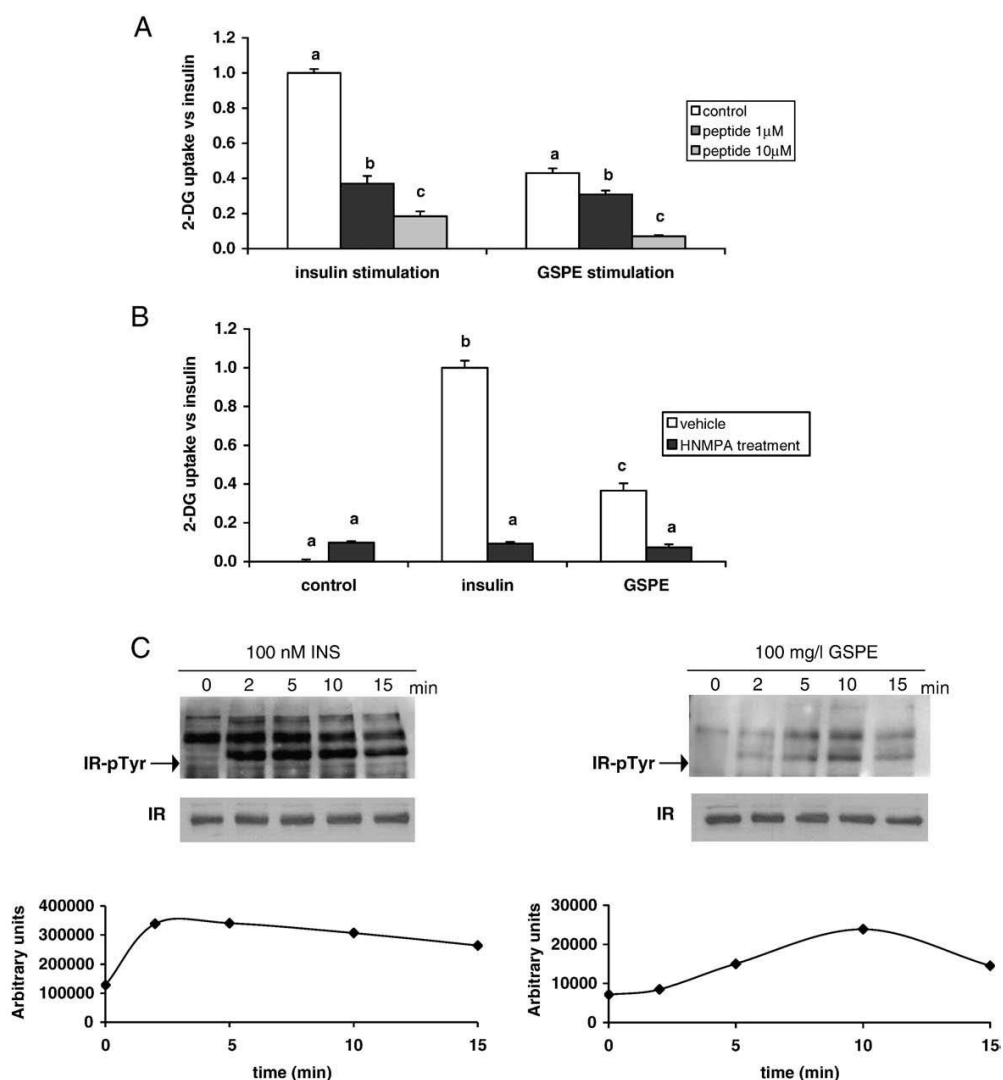 A
2-DG uptake vs insulin
1.2
1.0
0.8
0.6
0.4
0.2
0.0
a
b
c
a
b
c
control
peptide 1µM
peptide 10µM
insulin stimulation
GSPE stimulation
B
2-DG uptake vs insulin
1.2
1.0
0.8
0.6
0.4
0.2
0.0
a
a
b
a
c
a
vehicle
HNMPA treatment
control
insulin
GSPE
C
100 nM INS
0 2 5 10 15 min
IR-pTyr
IR
100 mg/l GSPE
0 2 5 10 15 min
IR-pTyr
IR
Arbitrary units
400000
300000
200000
100000
0
0 5 10 15
time (min)
Arbitrary units
30000
20000
10000
0
0 5 10 15
time (min)